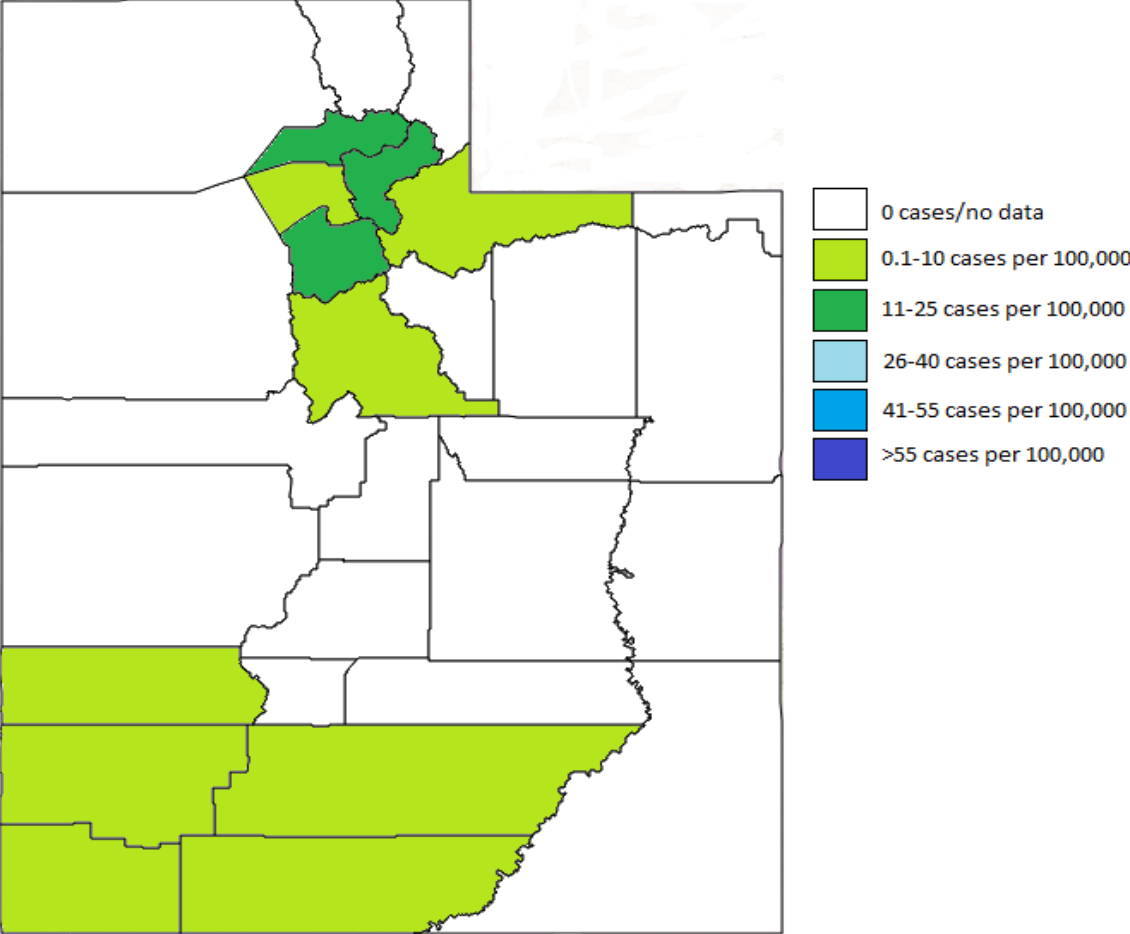 0 cases/no data
0.1-10 cases per 100,000
11-25 cases per 100,000
26-40 cases per 100,000
41-55 cases per 100,000
>55 cases per 100,000